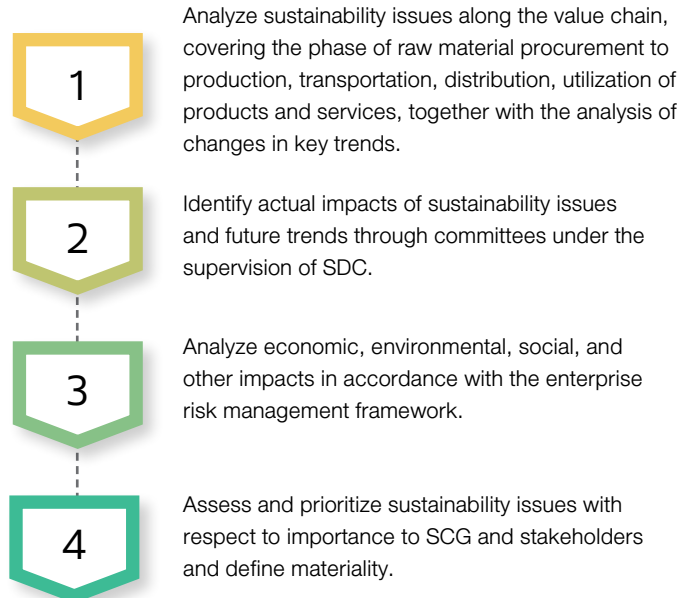 1
Analyze sustainability issues along the value chain,
covering the phase of raw material procurement to
production, transportation, distribution, utilization of
products and services, together with the analysis of
changes in key trends.
2
Identify actual impacts of sustainability issues
and future trends through committees under the
supervision of SDC.
3
Analyze economic, environmental, social, and
other impacts in accordance with the enterprise
risk management framework.
4
Assess and prioritize sustainability issues with
respect to importance to SCG and stakeholders
and define materiality.